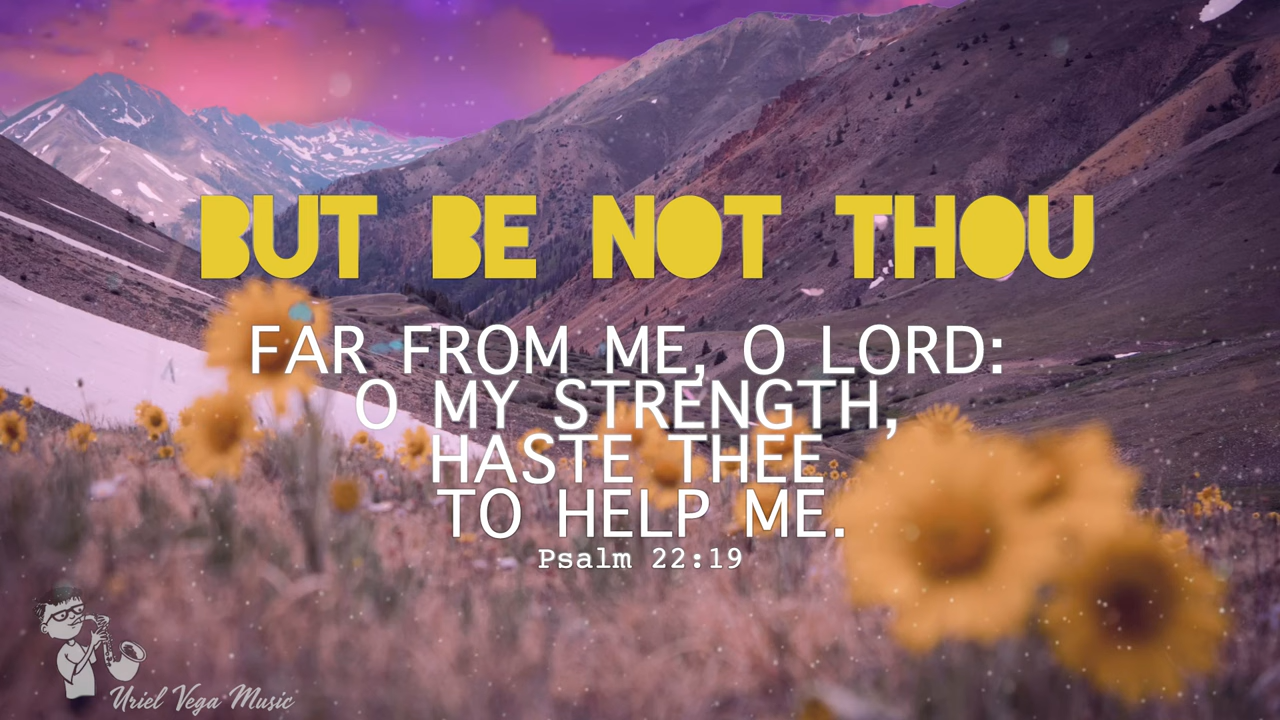 BUT BE NOT THOU
FAR FROM ME, O LORD:
O MY STRENGTH,
HASTE THEE
TO HELP ME.
Psalm 22:19
Uriel Vega Music